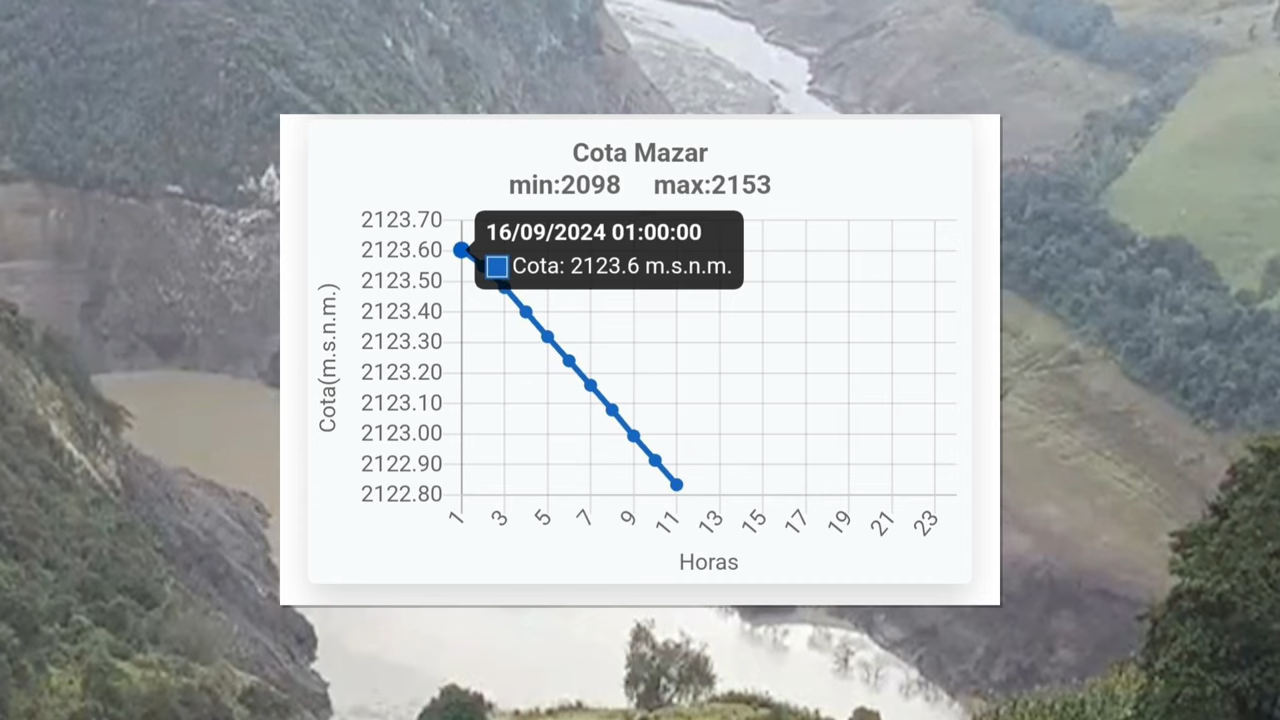 Cota Mazar
min:2098 max:2153
16/09/2024 01:00:00
Cota: 2123.6 m.s.n.m.
Cota(m.s.n.m.)
2123.70
2123.60
2123.50
2123.40
2123.30
2123.20
2123.10
2123.00
2122.90
2122.80
1 3 5 7 9 11 13 15 17 19 21 23
Horas